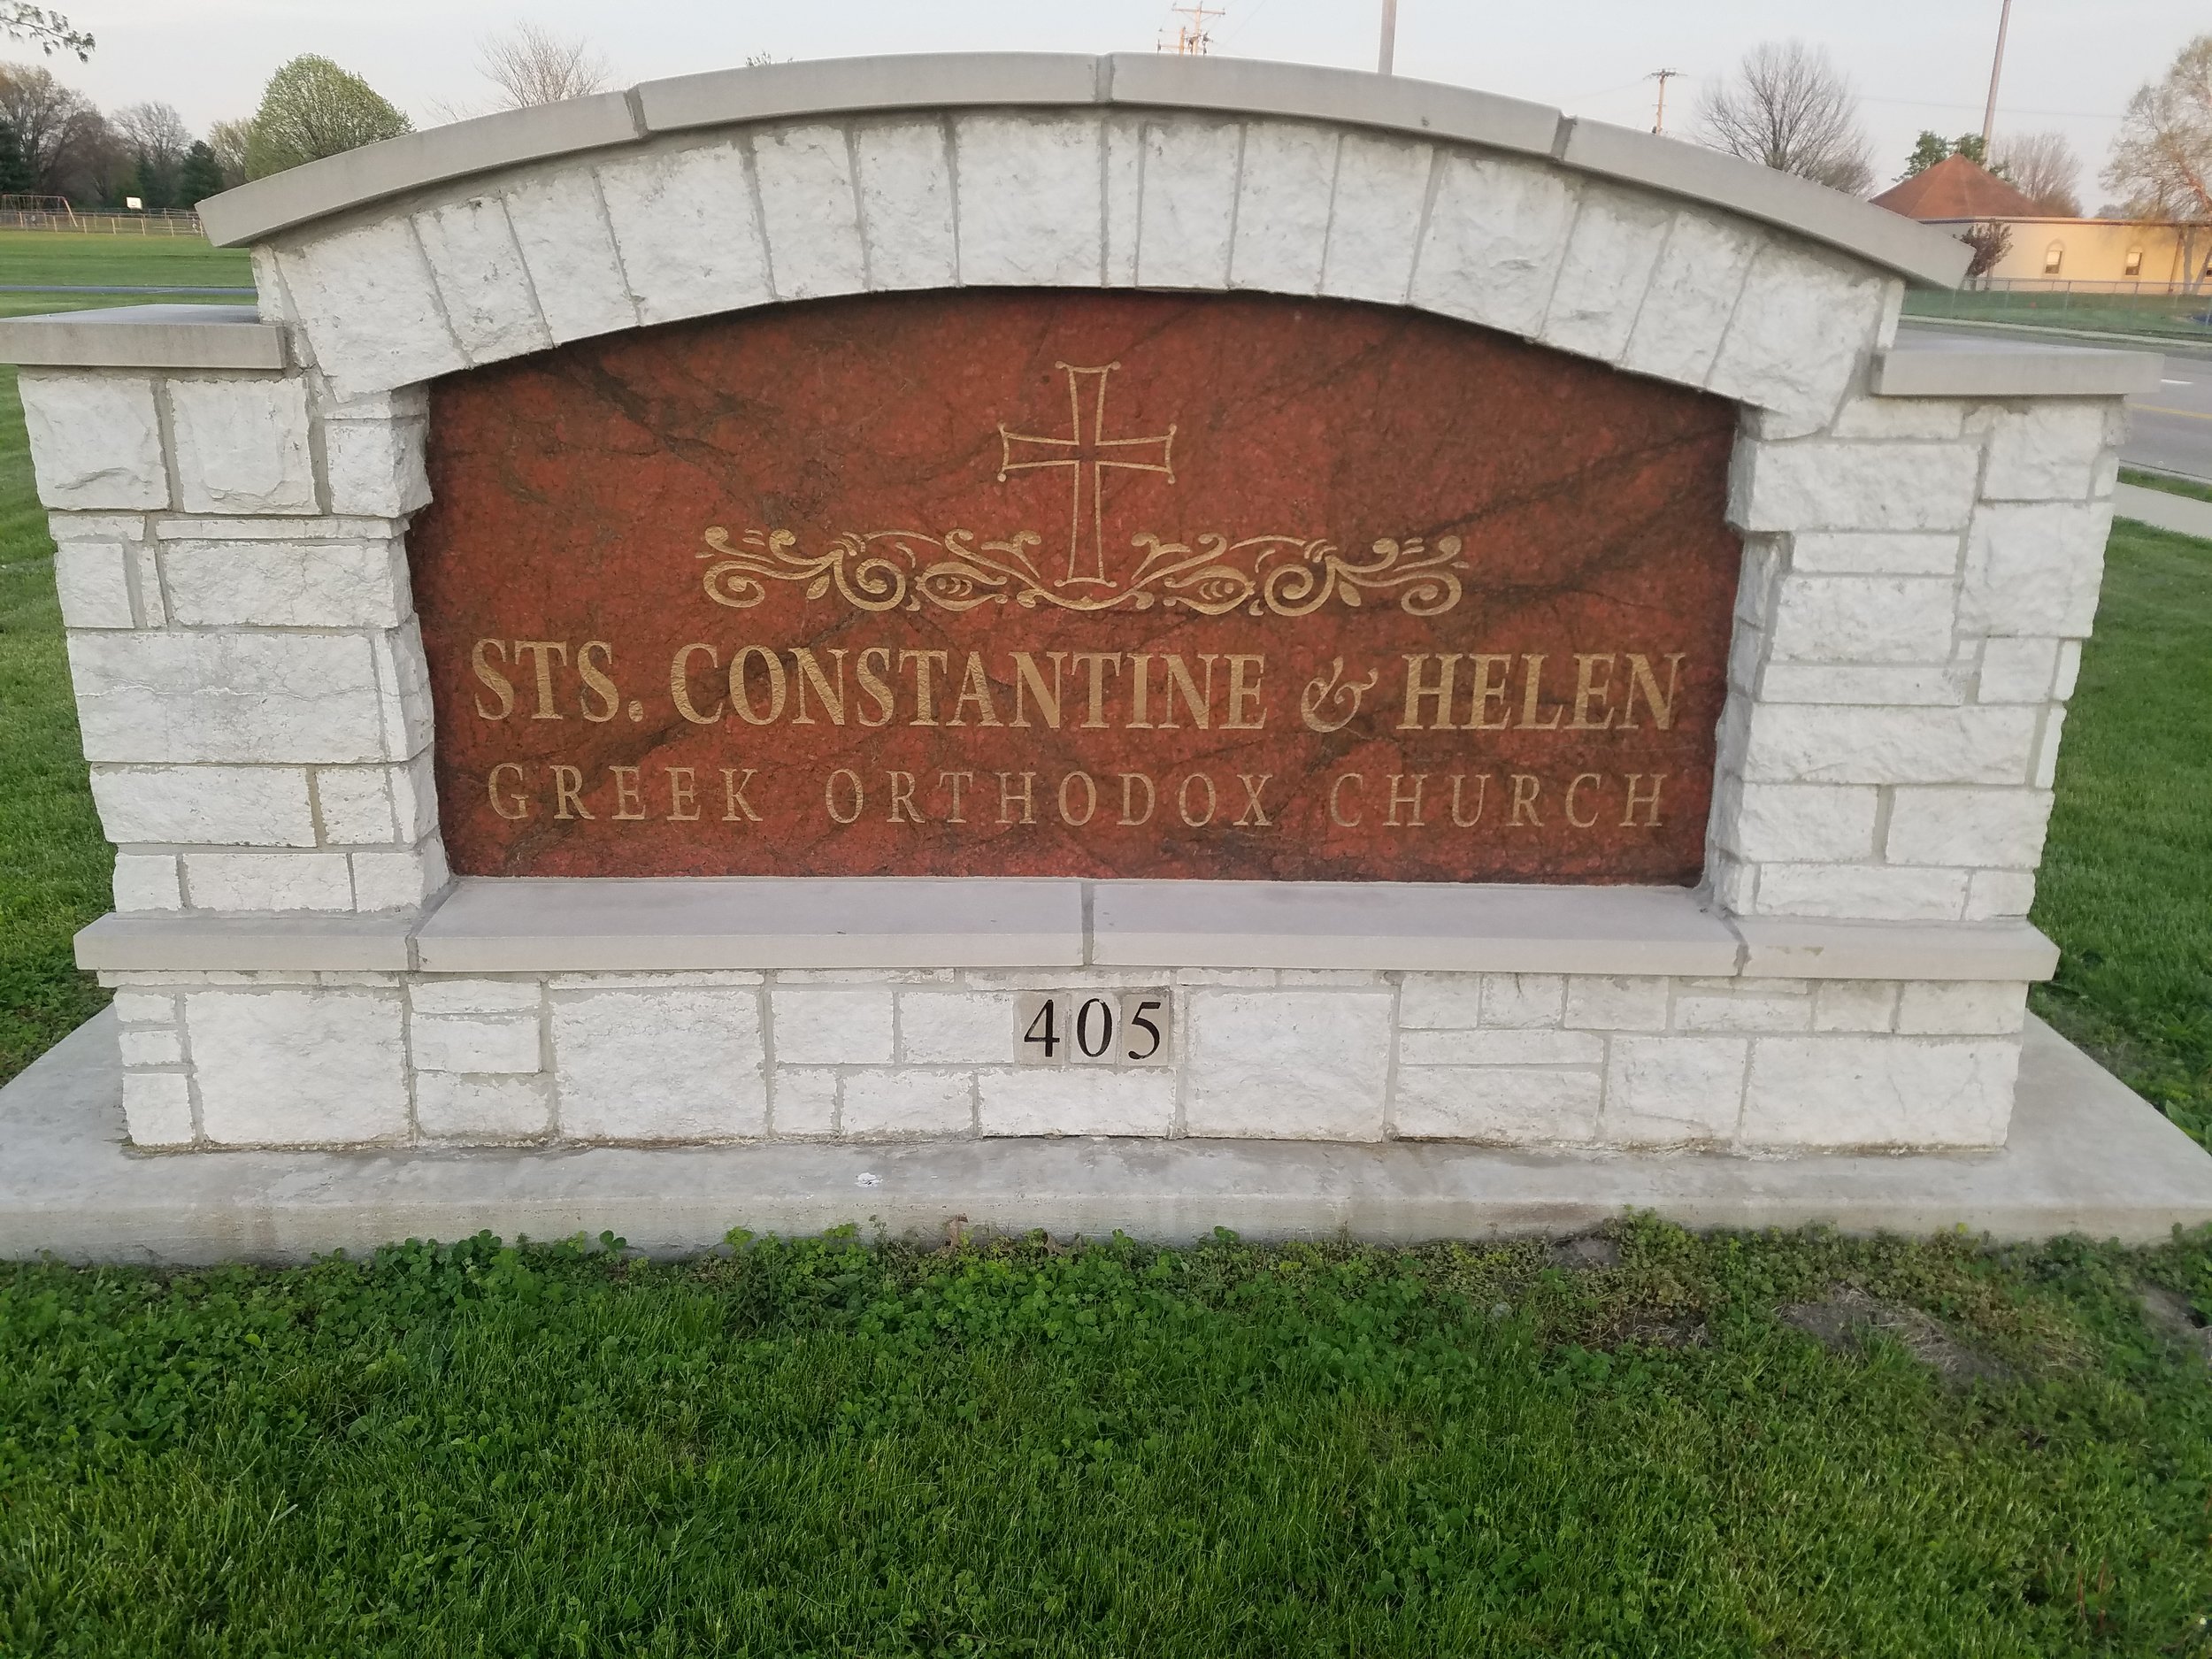 STS. CONSTANTINE & HELEN
GREEK ORTHODOX CHURCH
405